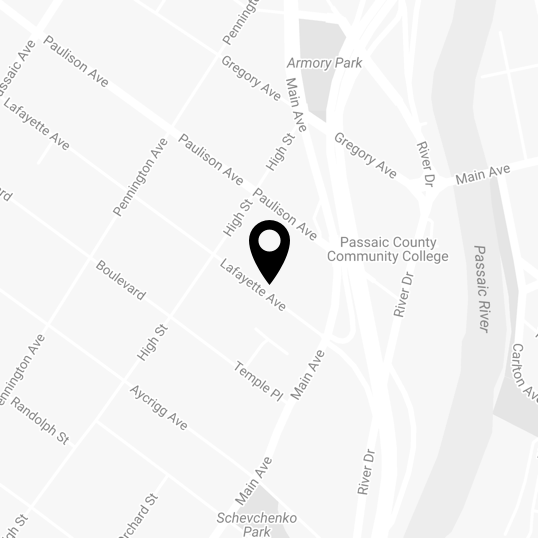 Pennington
Paulison Ave
Passaic Ave
Gregory Ave
Armory Park
Main Ave
Lafayette Ave
High St
Paulison Ave
Gregory Ave
River Dr
Main Ave
Pennington Ave
Paulison Ave
High St
Passaic County
Community College
Lafayette Ave
Boulevard
River Dr
Passaic River
High St
Pennington Ave
Temple Pl
Main Ave
Carlton Ave
Aycrigg Ave
Randolph St
River Dr
Main Ave
Orchard St
High St
Schevchenko
Park